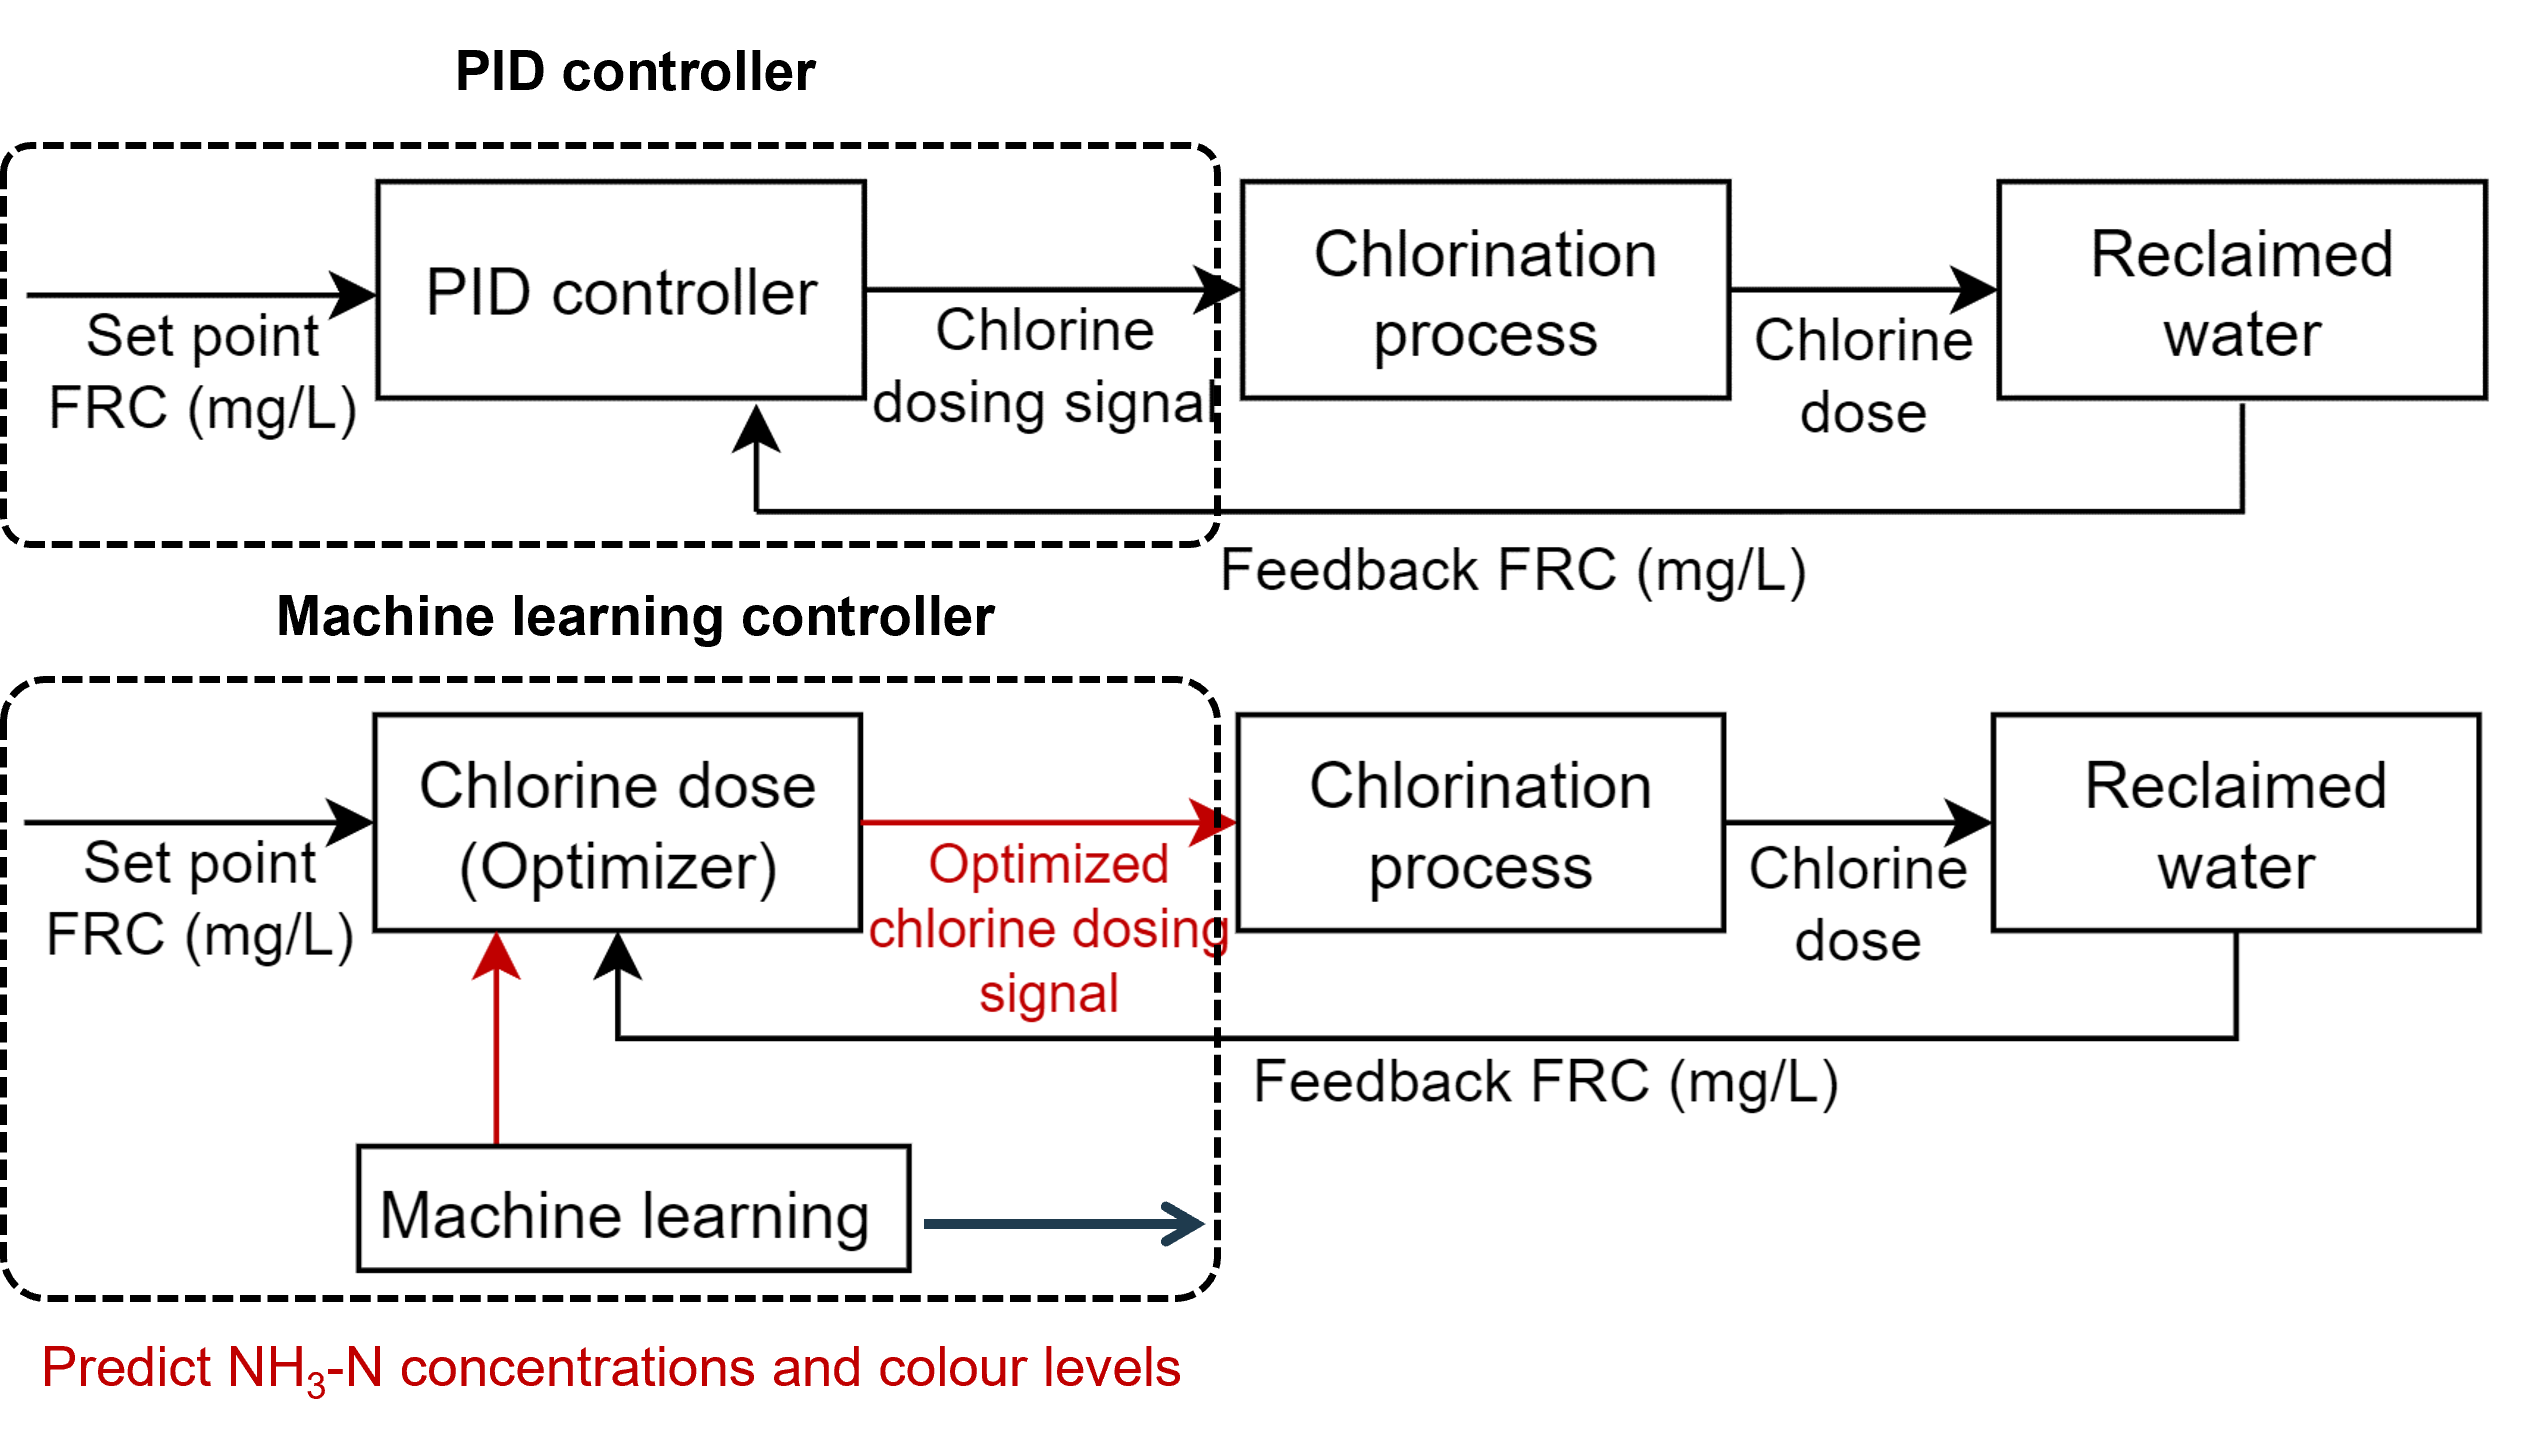 PID controller
PID controller
Set point
FRC (mg/L)
Chlorine
dosing signal
Chlorination
process
Chlorine
dose
Reclaimed
water
Feedback FRC (mg/L)
Machine learning controller
Chlorine dose
(Optimizer)
Set point
FRC (mg/L)
Optimized
chlorine dosing
signal
Chlorination
process
Chlorine
dose
Reclaimed
water
Feedback FRC (mg/L)
Machine learning
Predict NH₃-N concentrations and colour levels